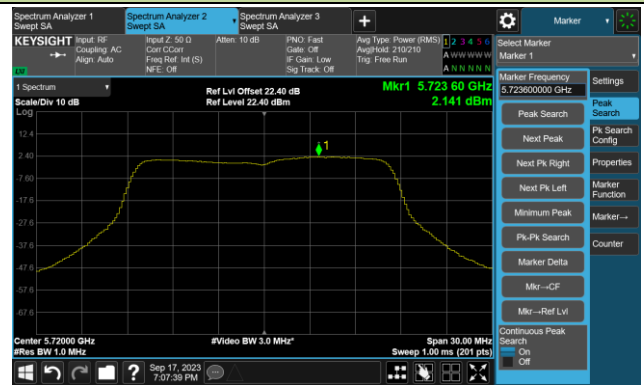 Spectrum Analyzer 1
Swept SA
Spectrum Analyzer 2
Swept SA
Spectrum Analyzer 3
Swept SA
Marker
KEYSIGHT
Input: RF
Coupling: AC
Align: Auto
Input Z: 50 Ω
Corr CCorr
Freq Ref: Int (S)
NFE: Off
Atten: 10 dB
PNO: Fast
Gate: Off
IF Gain: Low
Sig Track: Off
Avg Type: Power (RMS)
Avg|Hold: 210/210
Trig: Free Run
1 2 3 4 5 6
A W W W W W
A N N N N N
Select Marker
Marker 1
1 Spectrum
Scale/Div 10 dB
Log
Ref Lvl Offset 22.40 dB
Ref Level 22.40 dBm
Mkr1 5.723 60 GHz
2.141 dBm
12.4
2.40
-7.60
-17.6
-27.6
-37.6
-47.6
-57.6
-67.6
1
Center 5.72000 GHz
#Res BW 1.0 MHz
#Video BW 3.0 MHz*
Span 30.00 MHz
Sweep 1.00 ms (201 pts)
Marker Frequency
5.723600000 GHz
Peak Search
Next Peak
Next Pk Right
Next Pk Left
Minimum Peak
Pk-Pk Search
Marker Delta
Mkr→CF
Mkr→Ref Lvl
Continuous Peak
Search
On
Off
Settings
Peak
Search
Pk Search
Config
Properties
Marker
Function
Marker→
Counter
?
Sep 17, 2023
7:07:39 PM